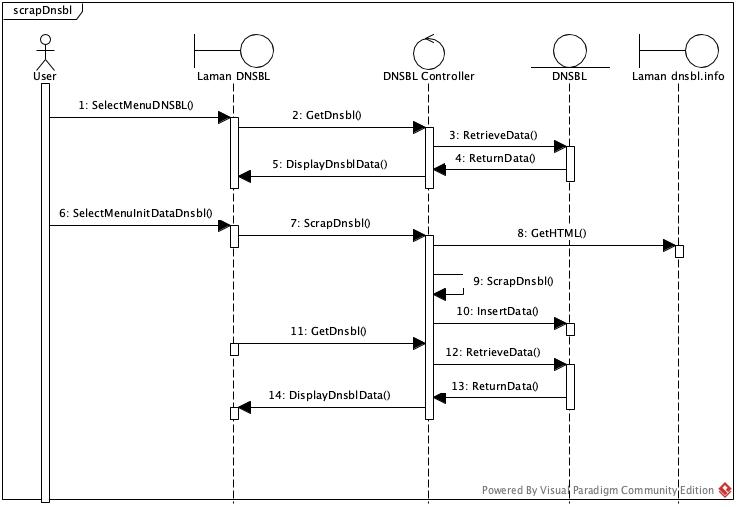 scrapDnsbl
User
Laman DNSBL
DNSBL Controller
DNSBL
Laman dnsbl.info
1: SelectMenuDNSBL()
2: GetDnsbl()
3: RetrieveData()
4: ReturnData()
5: DisplayDnsblData()
6: SelectMenuInitDataDnsbl()
7: ScrapDnsbl()
8: GetHTML()
9: ScrapDnsbl()
10: InsertData()
11: GetDnsbl()
12: RetrieveData()
13: ReturnData()
14: DisplayDnsblData()
Powered By Visual Paradigm Community Edition